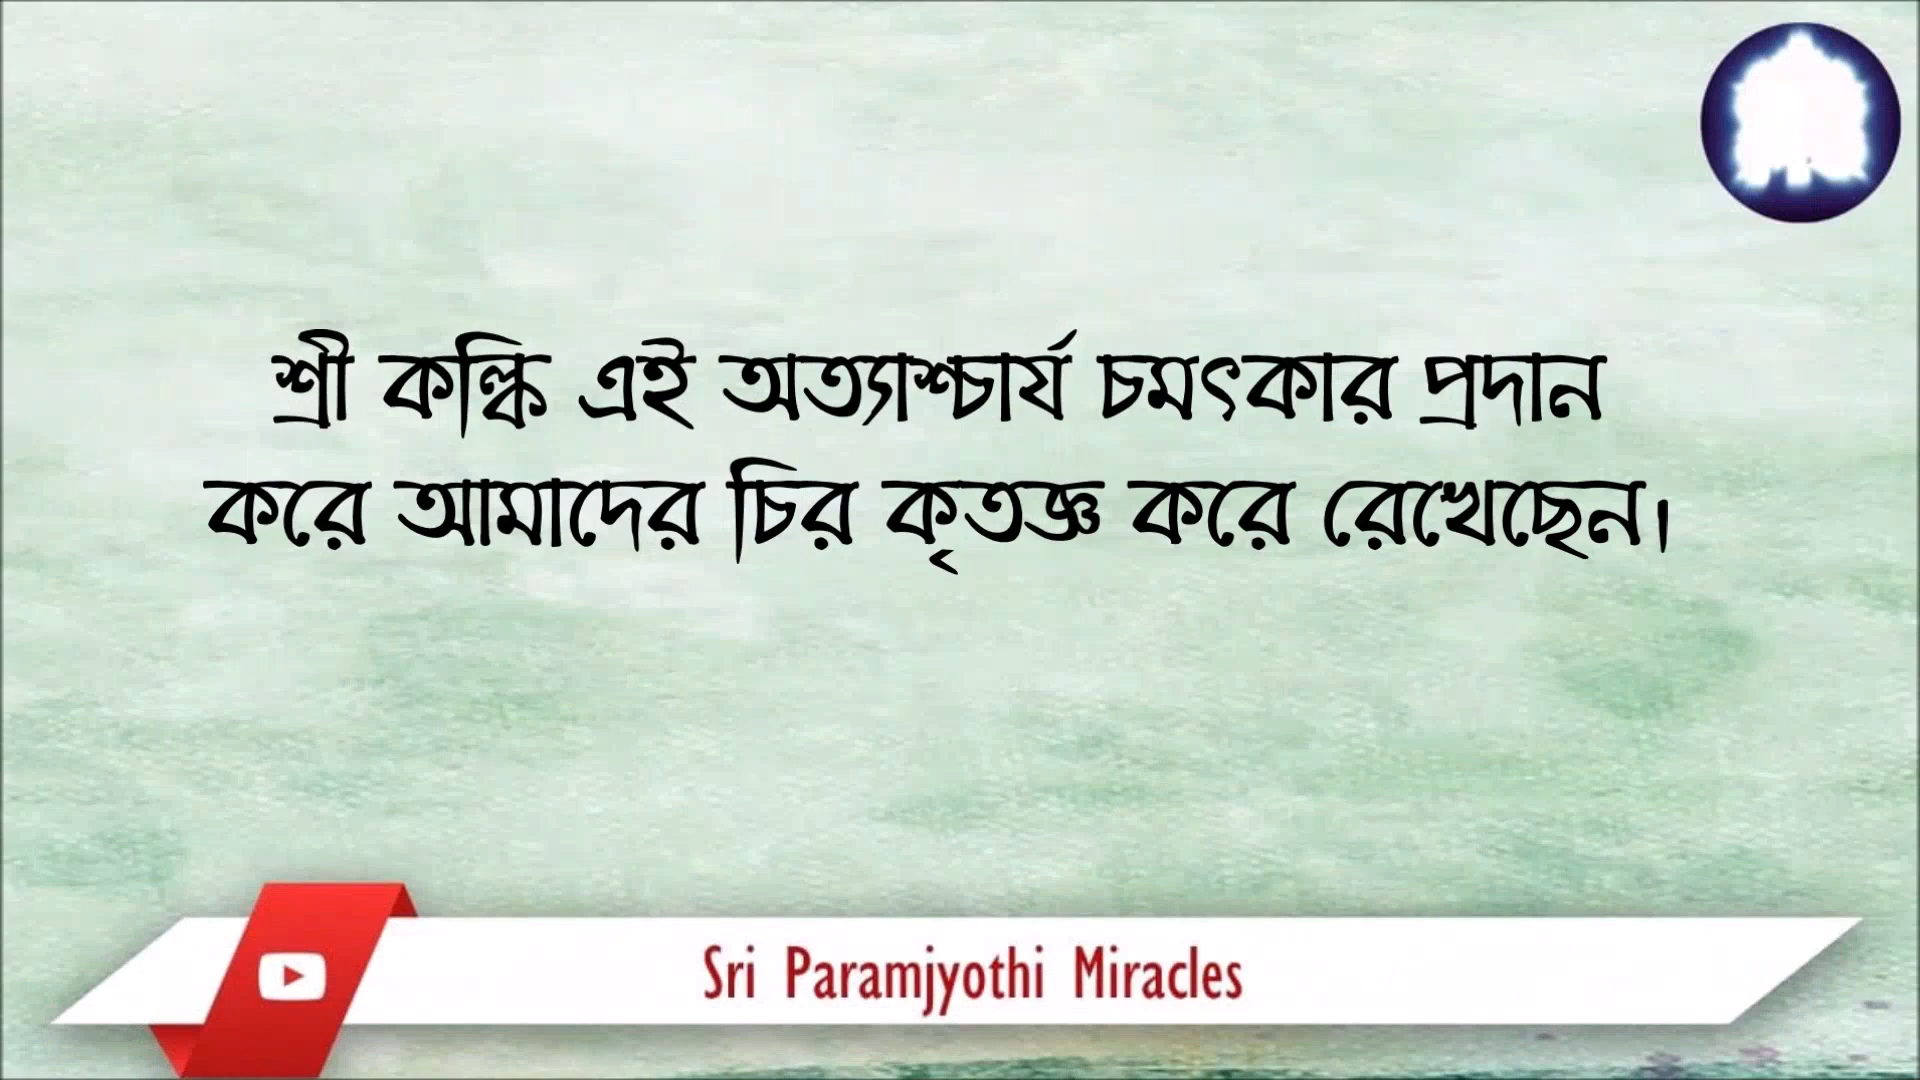 শ্রী কল্কি এই অত্যাশ্চার্য চমৎকার প্রদান
করে আমাদের চির কৃতজ্ঞ করে রেখেছেন।
Sri Paramjyothi Miracles